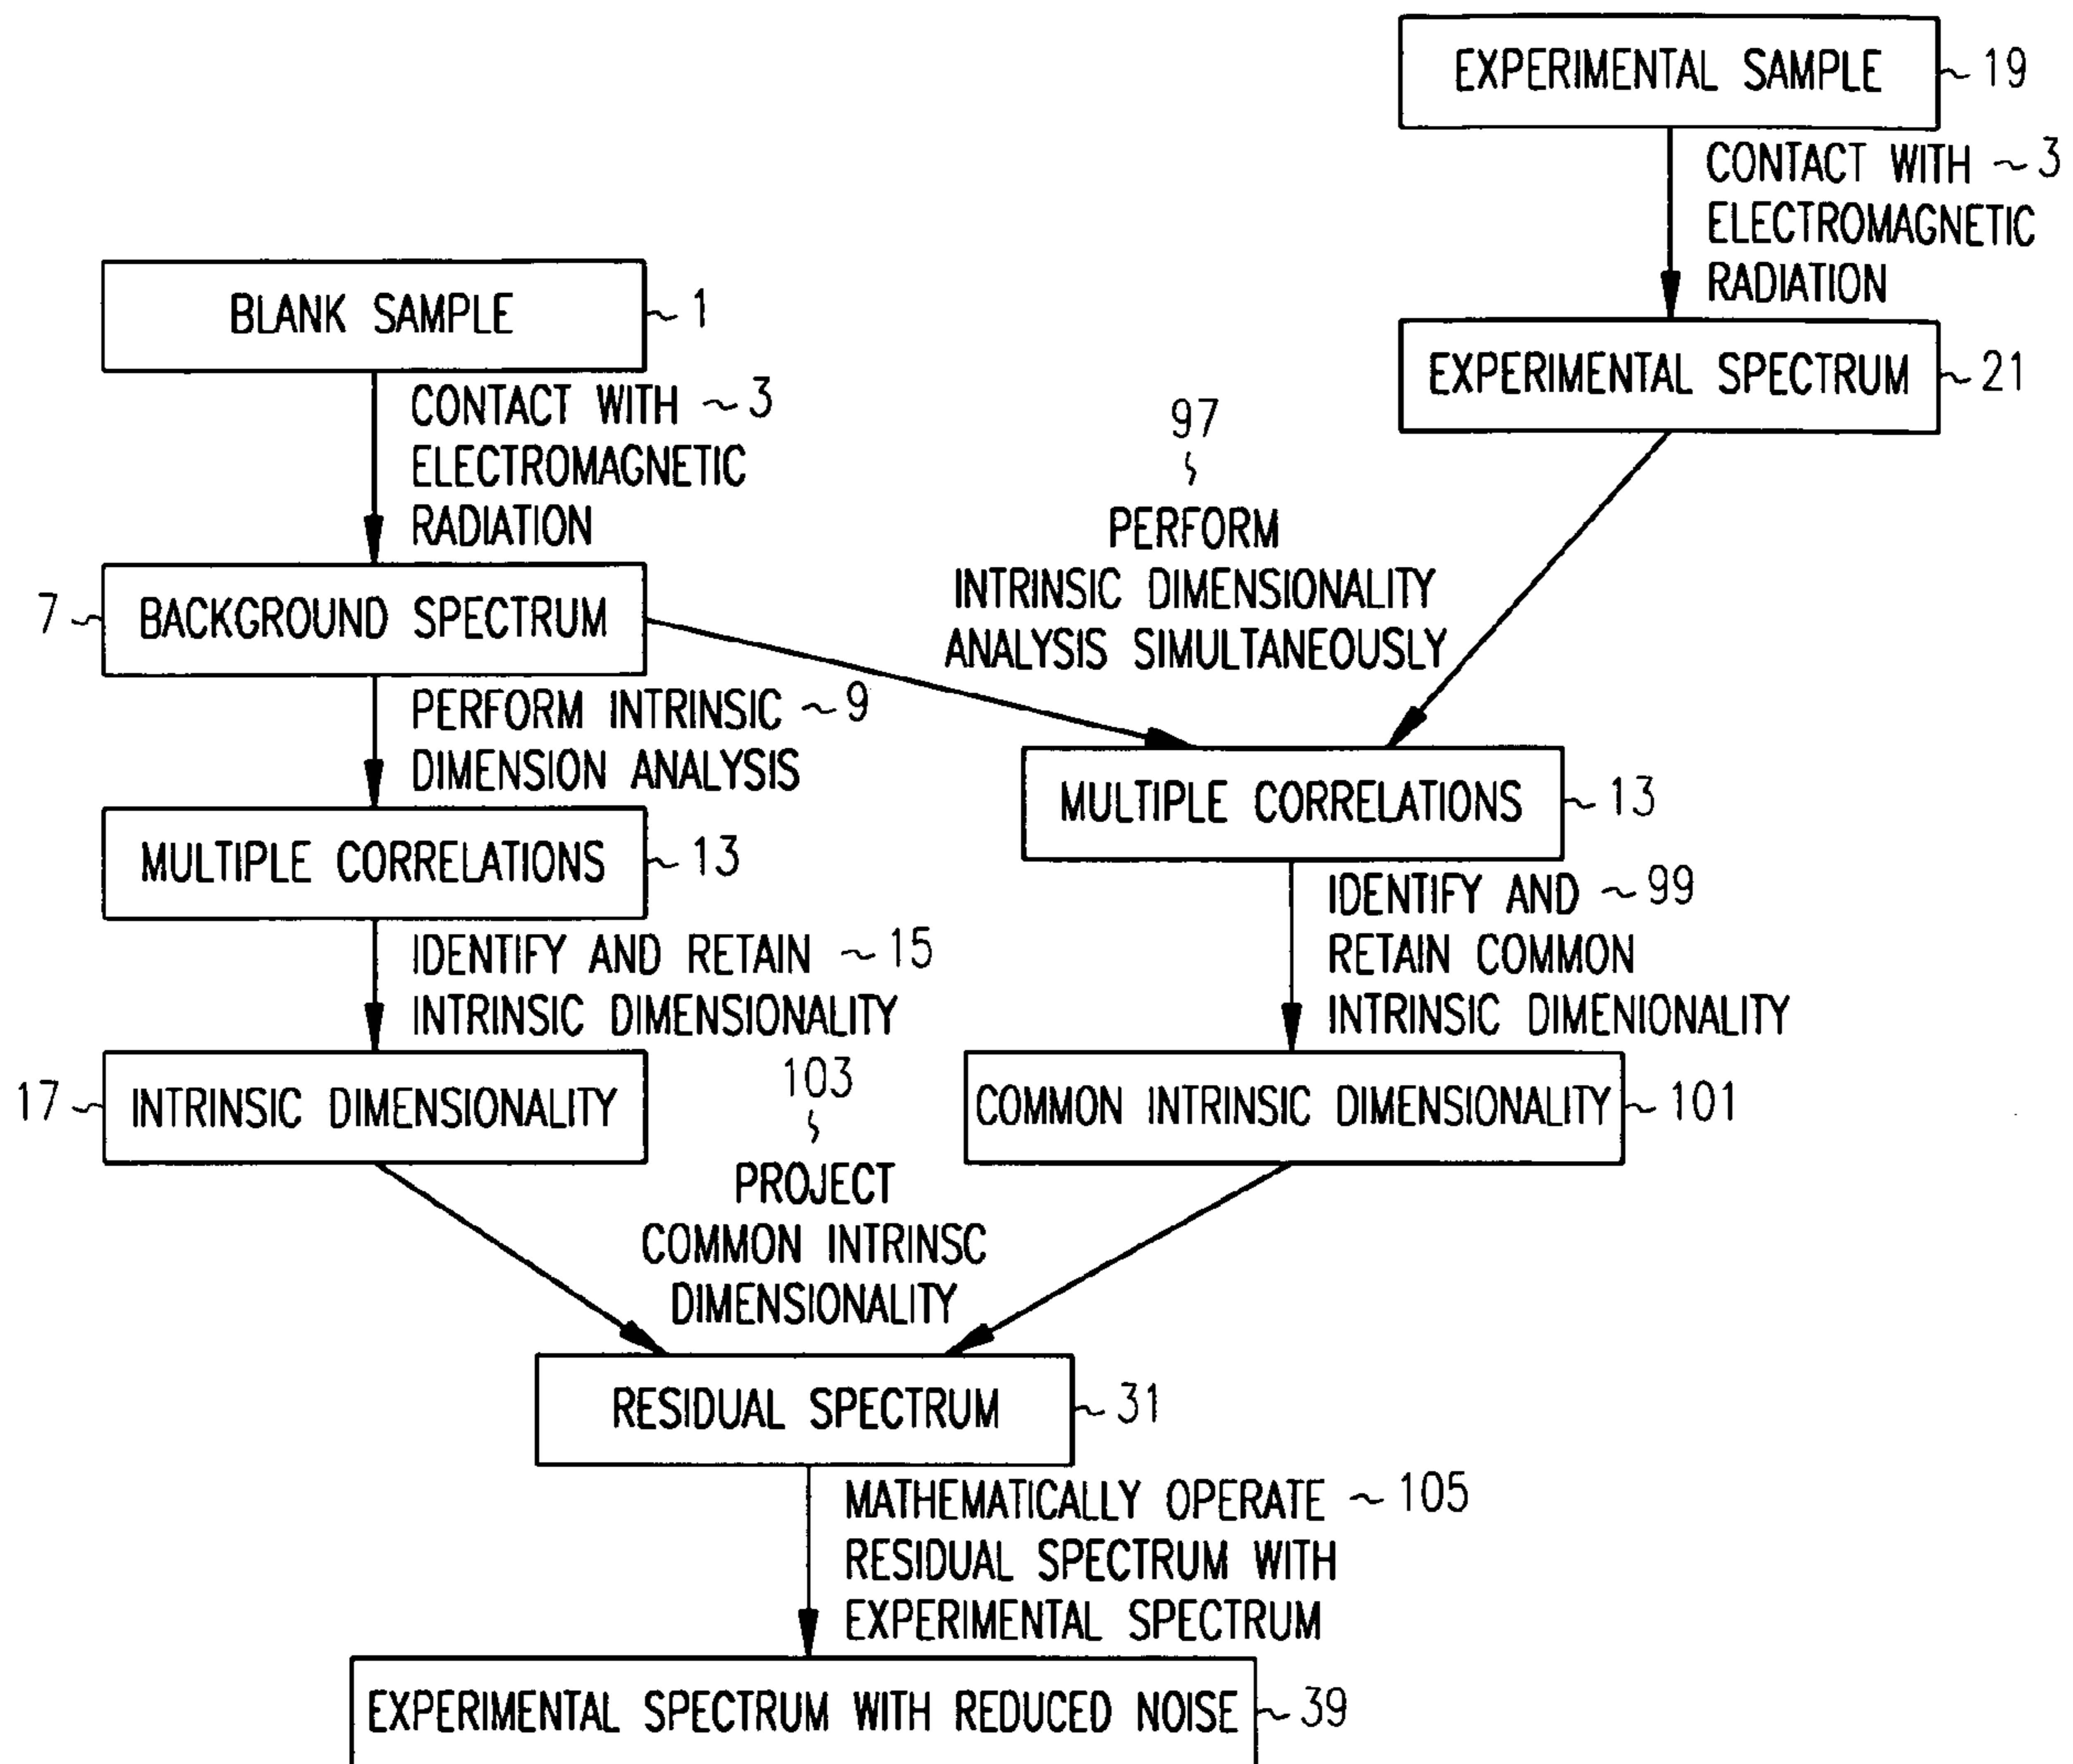 EXPERIMENTAL SAMPLE ~ 19
CONTACT WITH ~ 3
ELECTROMAGNETIC
RADIATION
EXPERIMENTAL SPECTRUM ~ 21
BLANK SAMPLE ~ 1
CONTACT WITH ~ 3
ELECTROMAGNETIC
RADIATION
7 ~ BACKGROUND SPECTRUM
97
PERFORM
INTRINSIC DIMENSIONALITY
ANALYSIS SIMULTANEOUSLY
PERFORM INTRINSIC ~ 9
DIMENSION ANALYSIS
MULTIPLE CORRELATIONS ~ 13
MULTIPLE CORRELATIONS ~ 13
IDENTIFY AND RETAIN ~ 15
INTRINSIC DIMENSIONALITY
IDENTIFY AND ~ 99
RETAIN COMMON
INTRINSIC DIMENIONALITY
17 ~ INTRINSIC DIMENSIONALITY
COMMON INTRINSIC DIMENSIONALITY ~ 101
103
PROJECT
COMMON INTRINSC
DIMENSIONALITY
RESIDUAL SPECTRUM ~ 31
MATHEMATICALLY OPERATE ~ 105
RESIDUAL SPECTRUM WITH
EXPERIMENTAL SPECTRUM
EXPERIMENTAL SPECTRUM WITH REDUCED NOISE ~ 39